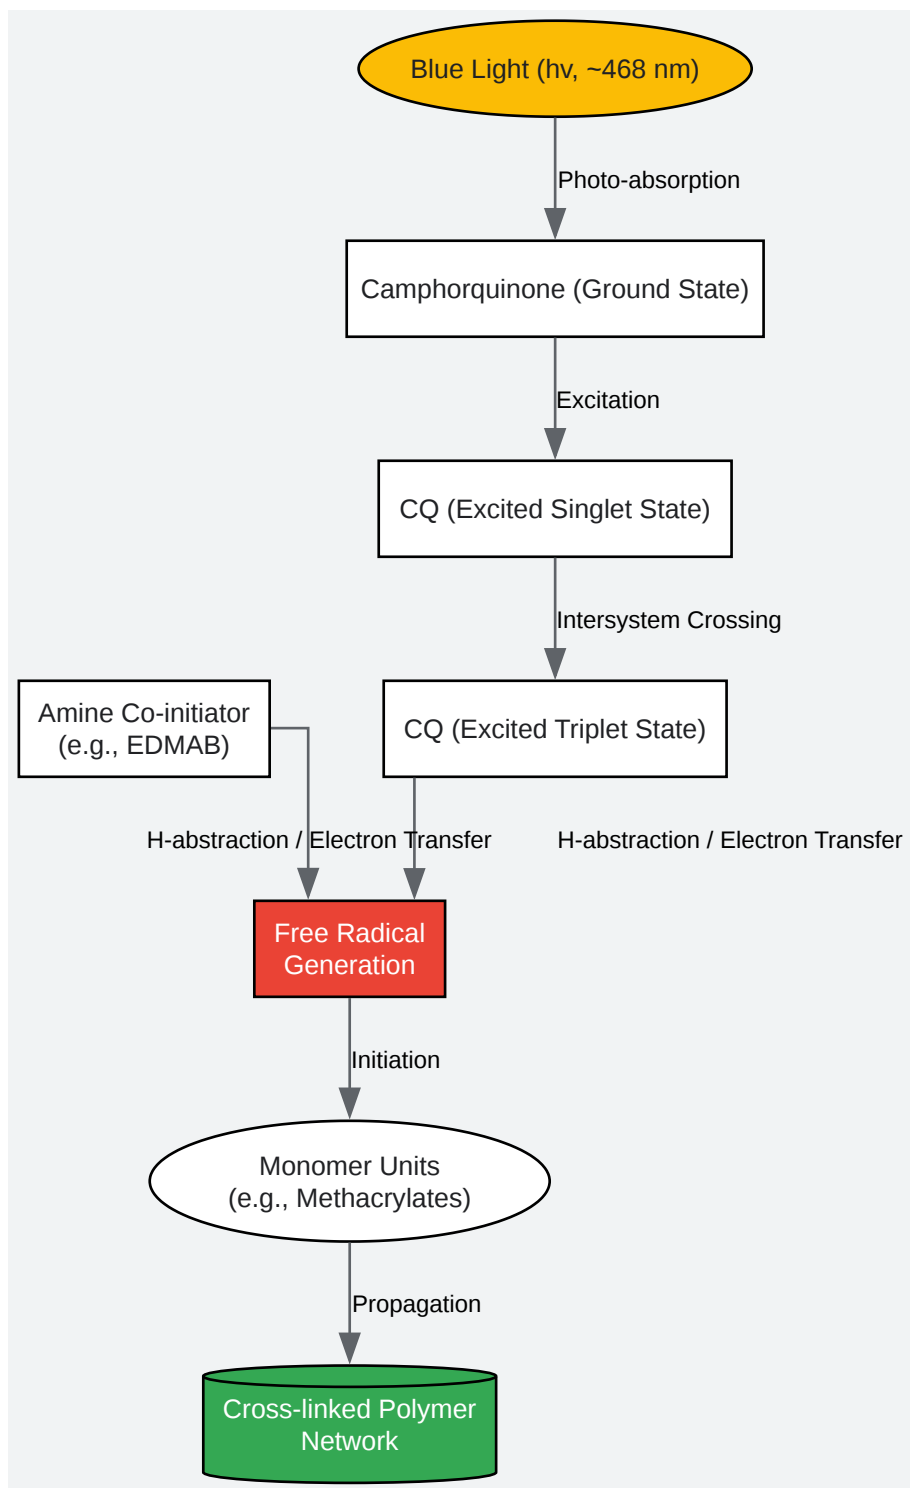 Blue Light (hv, ~468 nm)
Photo-absorption
Camphorquinone (Ground State)
Excitation
CQ (Excited Singlet State)
Intersystem Crossing
Amine Co-initiator
(e.g., EDMAB)
CQ (Excited Triplet State)
H-abstraction / Electron Transfer
H-abstraction / Electron Transfer
Free Radical
Generation
Initiation
Monomer Units
(e.g., Methacrylates)
Propagation
Cross-linked Polymer
Network